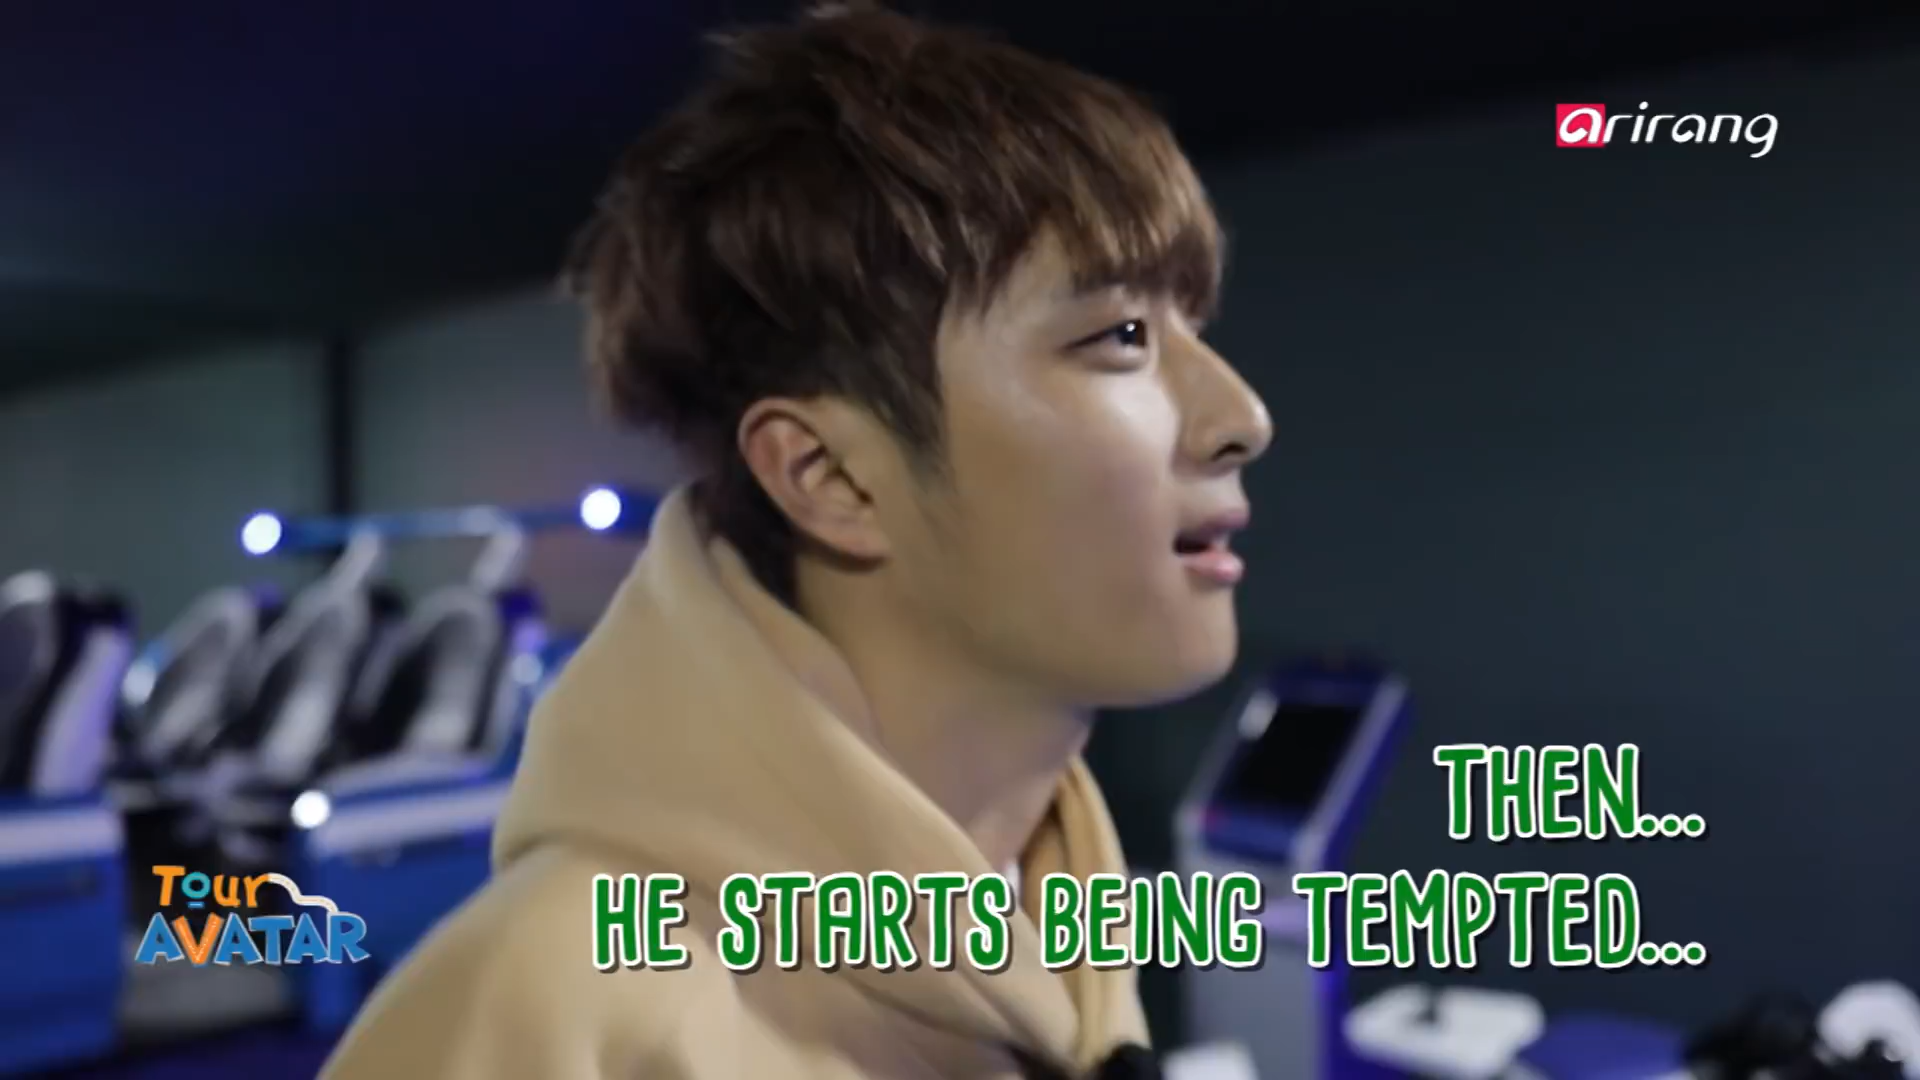 arirang
THEN...
HE STARTS BEING TEMPTED...
Tour
AVATAR